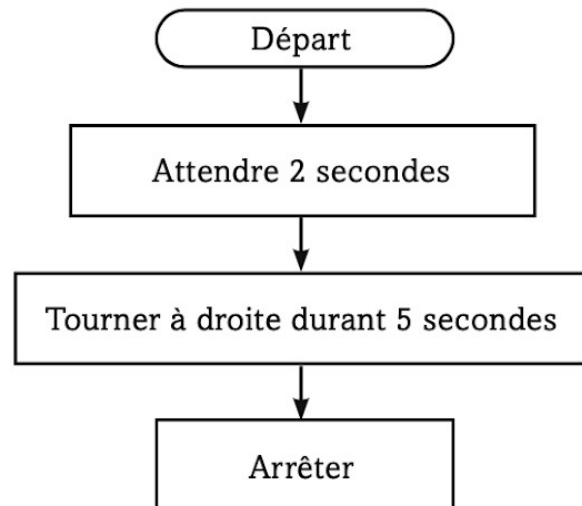 Départ
Attendre 2 secondes
Tourner à droite durant 5 secondes
Arrêter